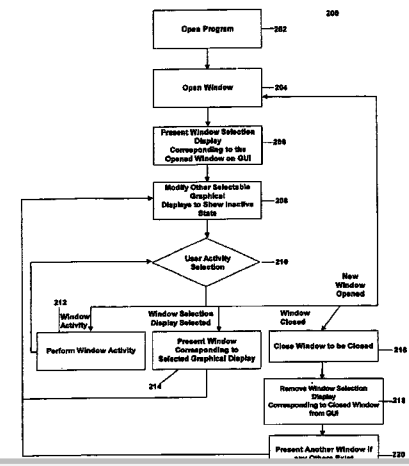 200
Open Program
202
Open Window
204
Present Window Selection
Display
Corresponding to the
Opened Window on GUI
206
Modify Other Selectable
Graphical
Displays to Show Inactive
State
208
User Activity
Selection
210
New
Window
Opened
212
Window
Activity
Window Selection
Display Selected
Window
Closed
Perform Window Activity
Present Window
Corresponding to
Selected Graphical Display
214
Close Window to be Closed
216
Remove Window Selection
Display
Corresponding to Closed Window
from GUI
218
Present Another Window if
any Others Exist
220